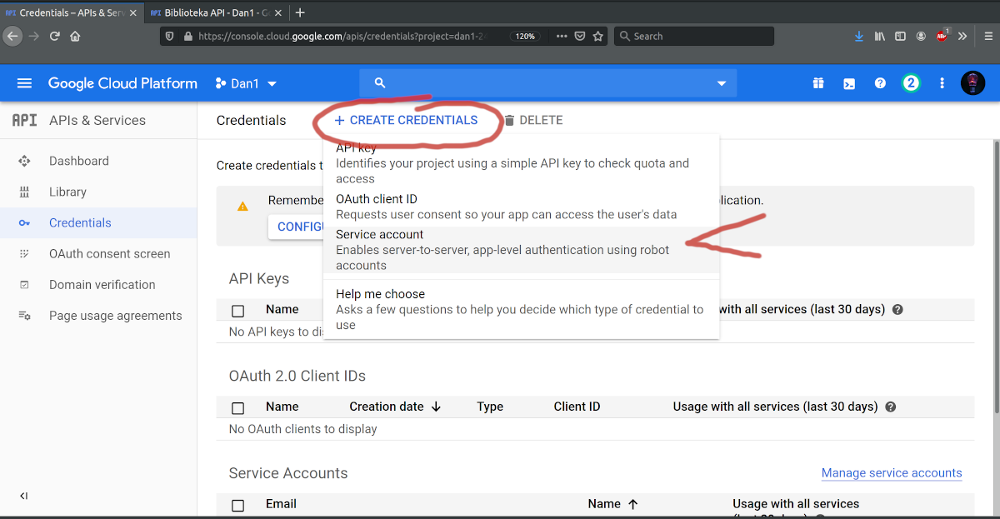 API Credentials – APIs & Serv
API Biblioteka API - Dan1 - G
https://console.cloud.google.com/apis/credentials?project=dan1-24
120%
Search
ABP
1
Google Cloud Platform
Dan1
2
API APIs & Services
Credentials
+ CREATE CREDENTIALS
DELETE
Dashboard
Library
Credentials
OAuth consent screen
Domain verification
Page usage agreements
Create credentials t
API key
Identifies your project using a simple API key to check quota and
access
OAuth client ID
Requests user consent so your app can access the user's data
Service account
Enables server-to-server, app-level authentication using robot
accounts
Help me choose
Asks a few questions to help you decide which type of credential to
use
Remembe
lication.
CONFIGU
API Keys
Name
with all services (last 30 days)
No API keys to di
OAuth 2.0 Client IDs
Name Creation date Type Client ID Usage with all services (last 30 days)
No OAuth clients to display
Service Accounts
Manage service accounts
Email Name Usage with all services